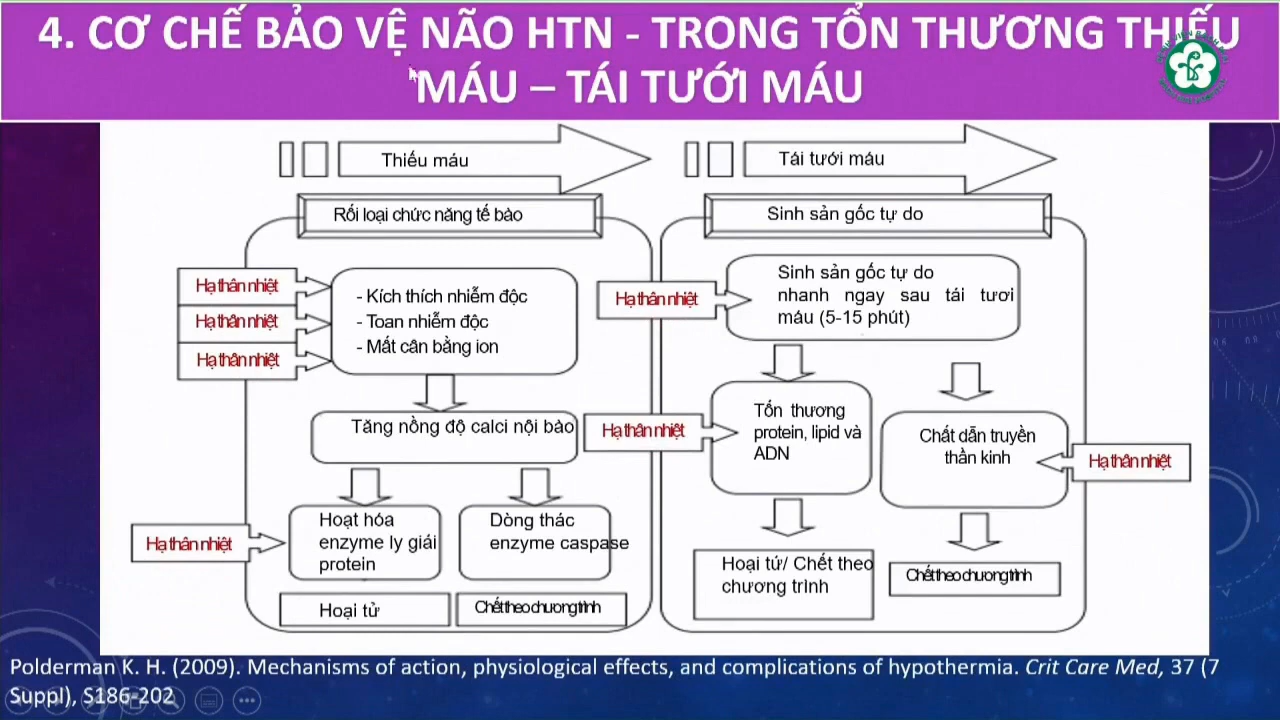 4. CƠ CHẾ BẢO VỆ NÃO HTN - TRONG TỔN THƯƠNG THIẾU
MÁU – TÁI TƯỚI MÁU
Thiếu máu
Rối loại chức năng tế bào
Hạ thân nhiệt
Hạ thân nhiệt
Hạ thân nhiệt
- Kích thích nhiễm độc
- Toan nhiễm độc
- Mất cân bằng ion
Tăng nồng độ calci nội bào
Hạ thân nhiệt
Hoạt hóa
enzyme ly giải
protein
Dòng thác
enzyme caspase
Hoại tử
Chết theo chương trình
Tái tưới máu
Sinh sản gốc tự do
Hạ thân nhiệt
Sinh sản gốc tự do
nhanh ngay sau tái tươi
máu (5-15 phút)
Hạ thân nhiệt
Tổn thương
protein, lipid và
ADN
Chất dẫn truyền
thần kinh
Hạ thân nhiệt
Hoại tử/ Chết theo
chương trình
Chết theo chương trình
Polderman K. H. (2009). Mechanisms of action, physiological effects, and complications of hypothermia. Crit Care Med, 37 (7
Suppl), S186-202